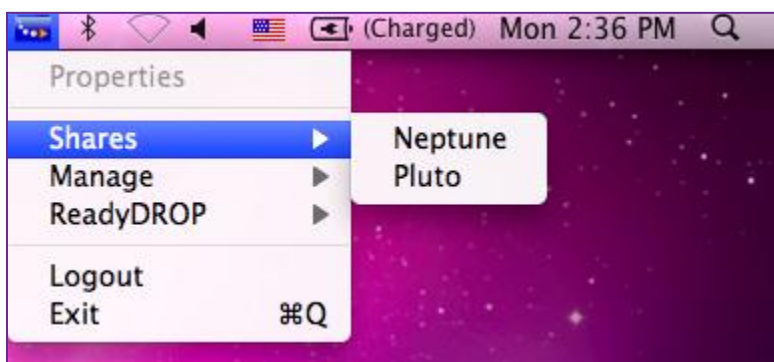 (Charged) Mon 2:36 PM
Properties
Shares
Neptune
Manage
Pluto
ReadyDROP
Logout
Exit ⌘Q